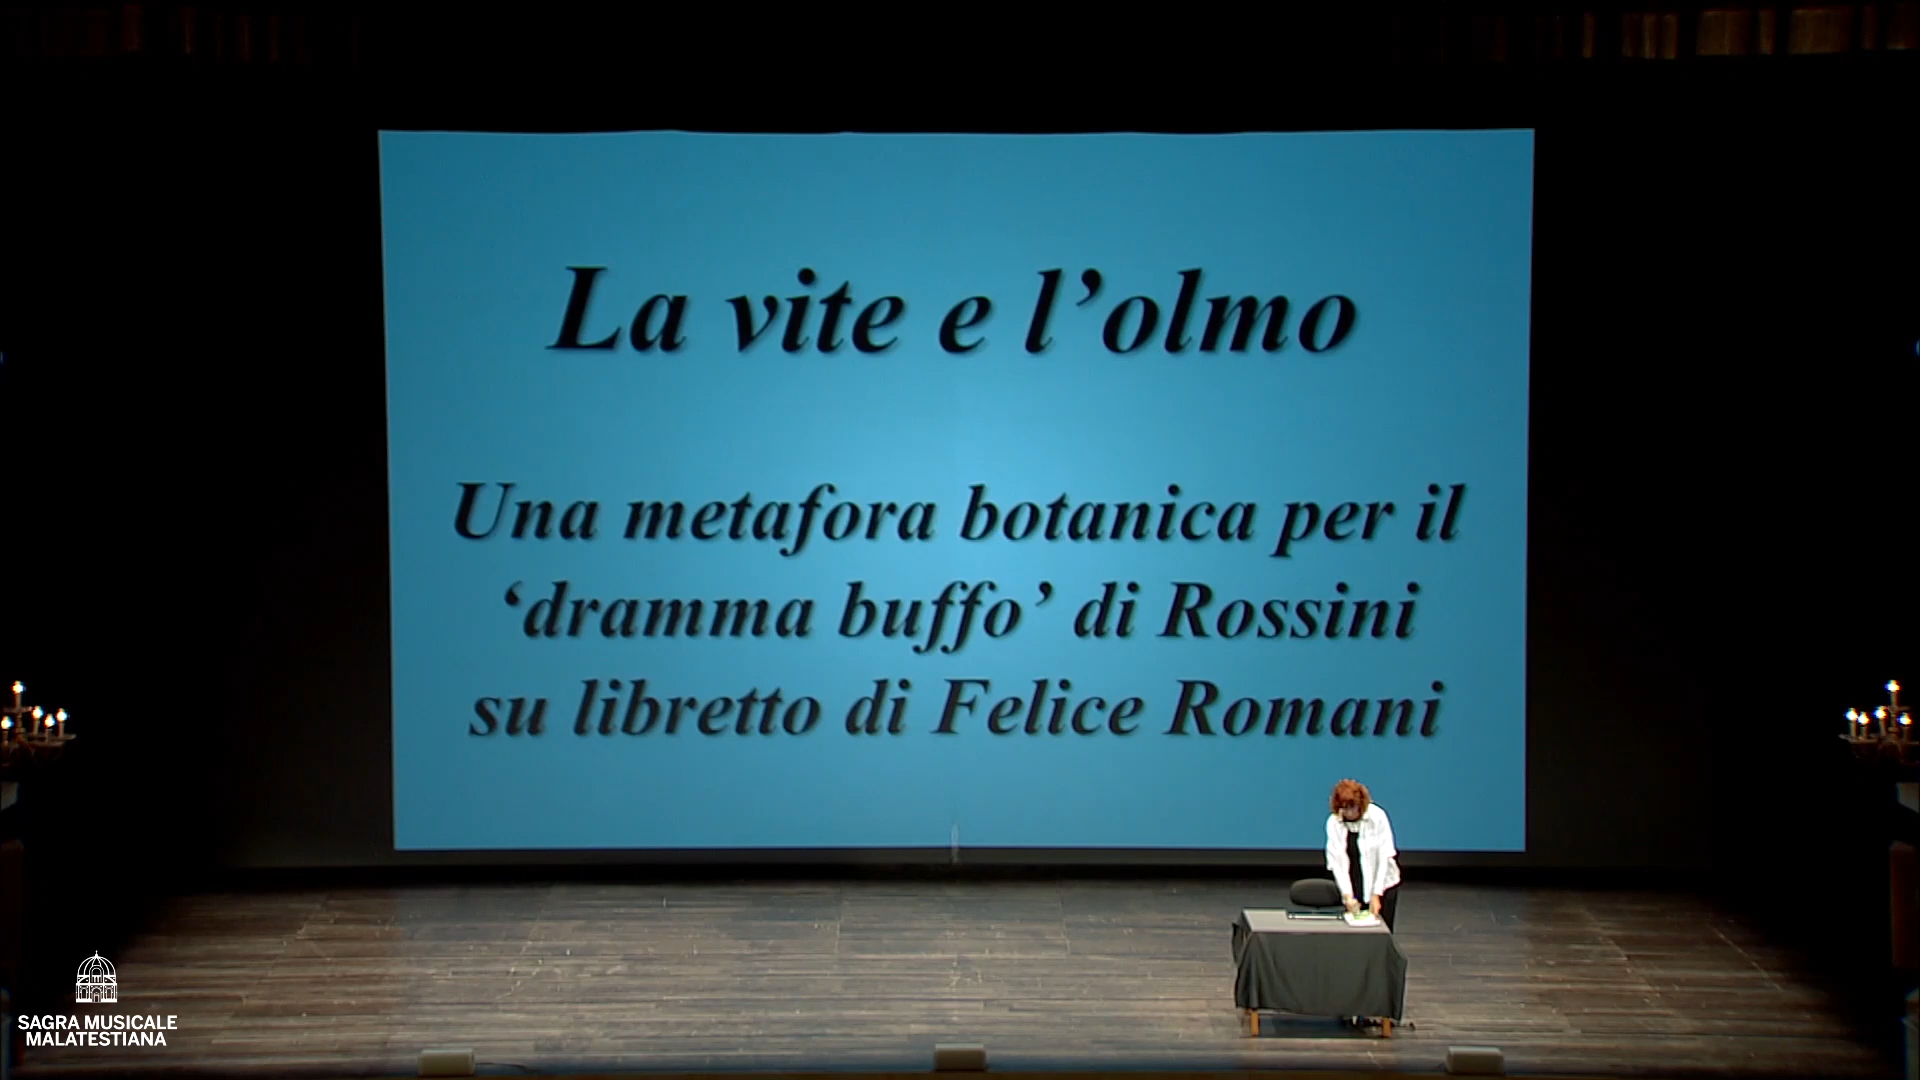 La vite e l’olmo
Una metafora botanica per il
‘dramma buffo’ di Rossini
su libretto di Felice Romani
SAGRA MUSICALE
MALATESTIANA